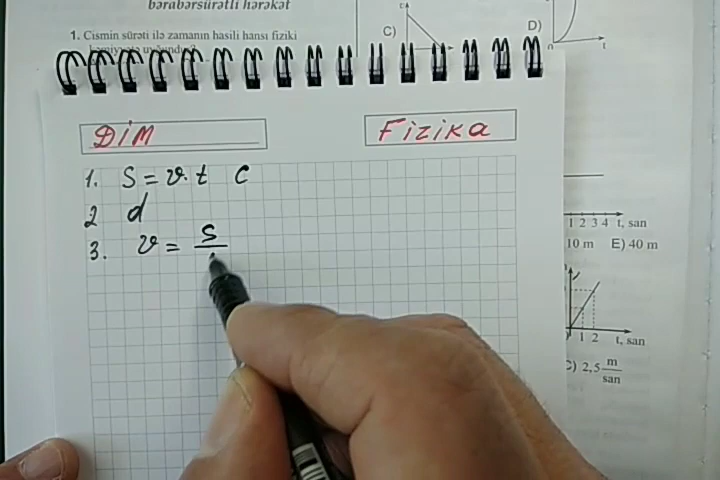 bərabərsürətli hərəkət
1. Cismin sürəti ilə zamanın hasili hansı fiziki
C)
D)
t
DİM
Fizika
1. S = v · t C
2 d
3. v = S
1 2 3 4 t, san
10 m E) 40 m
1 2 t, san
2,5 m
san